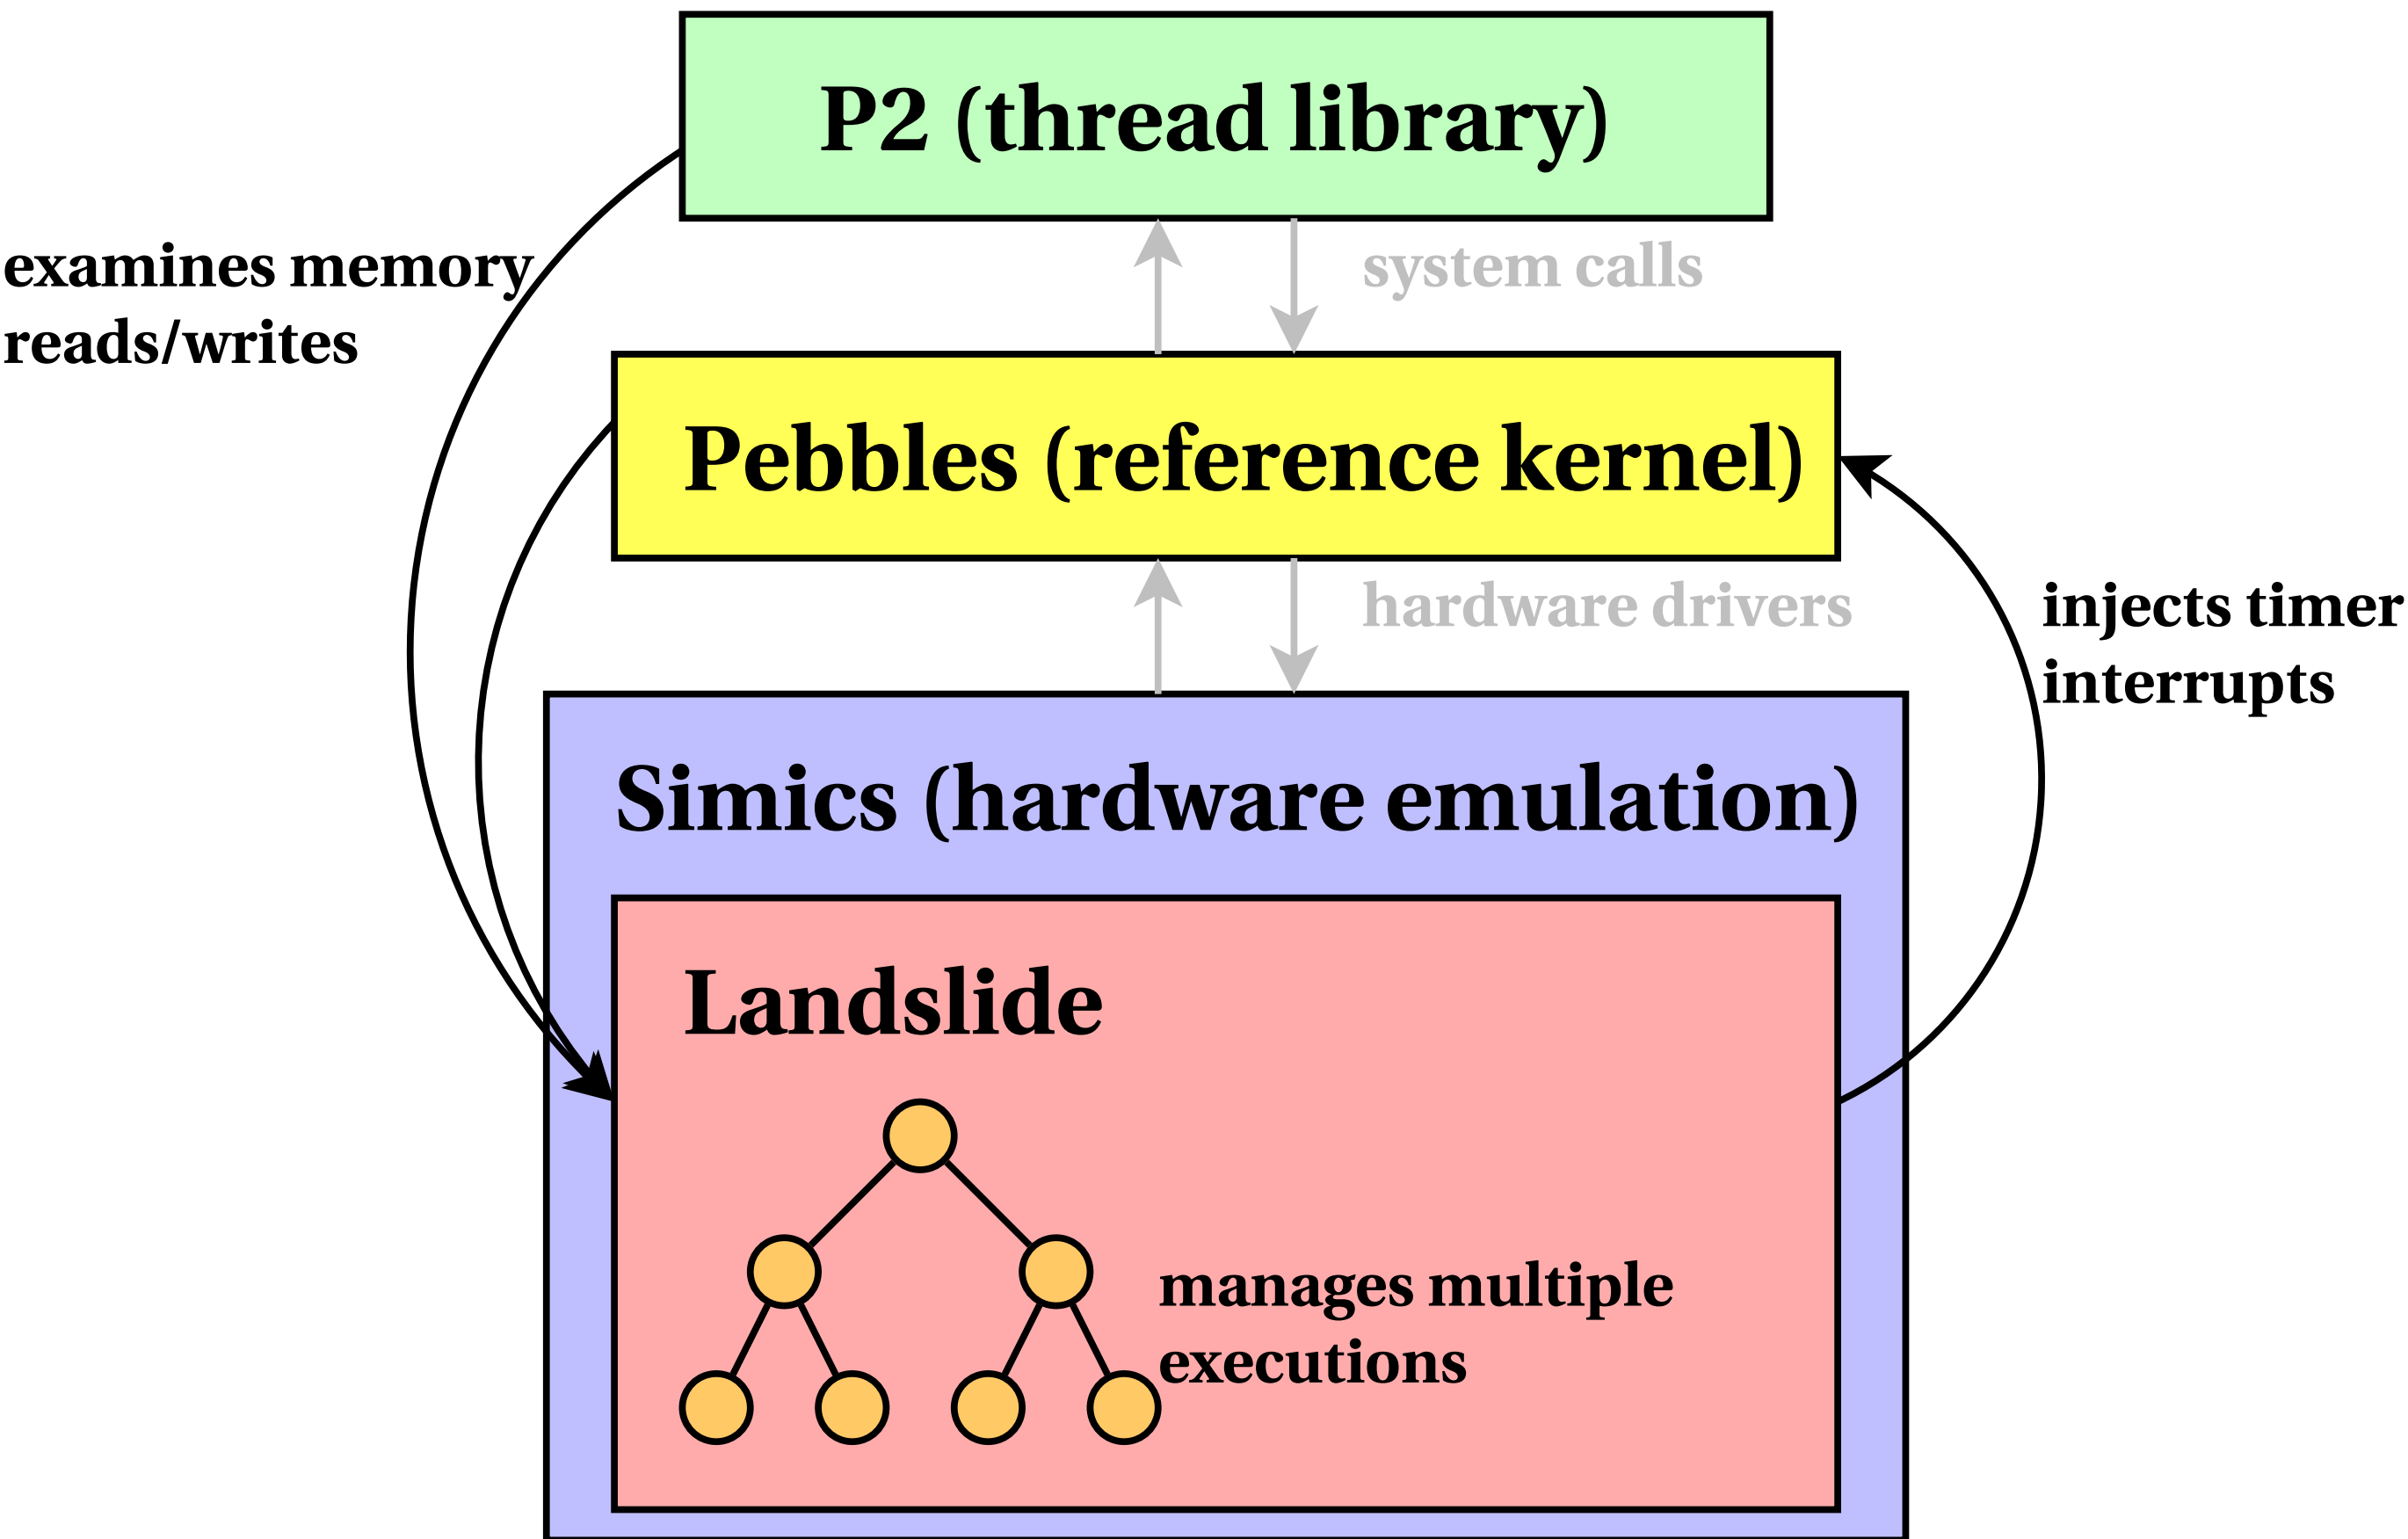 P2 (thread library)
examines memory
reads/writes
system calls
Pebbles (reference kernel)
hardware drivers
injects timer
interrupts
Simics (hardware emulation)
Landslide
manages multiple
executions